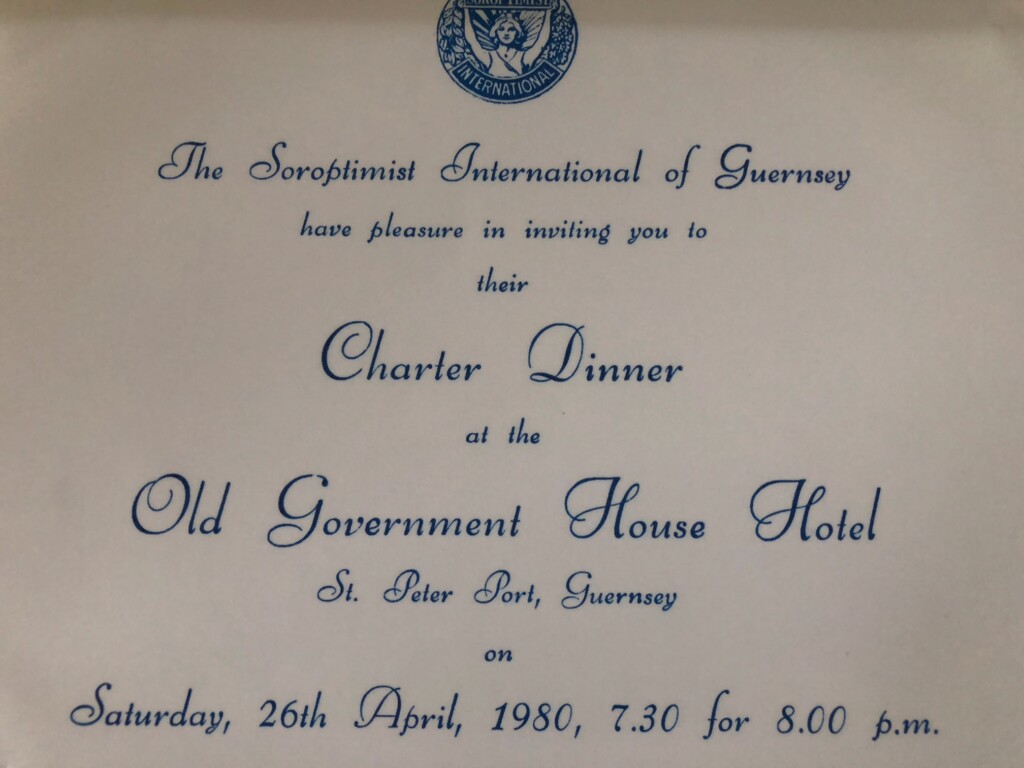 SOROPTIMIST
INTERNATIONAL
The Soroptimist International of Guernsey
have pleasure in inviting you to
their
Charter Dinner
at the
Old Government House Hotel
St. Peter Port, Guernsey
on
Saturday, 26th April, 1980, 7.30 for 8.00 p.m.